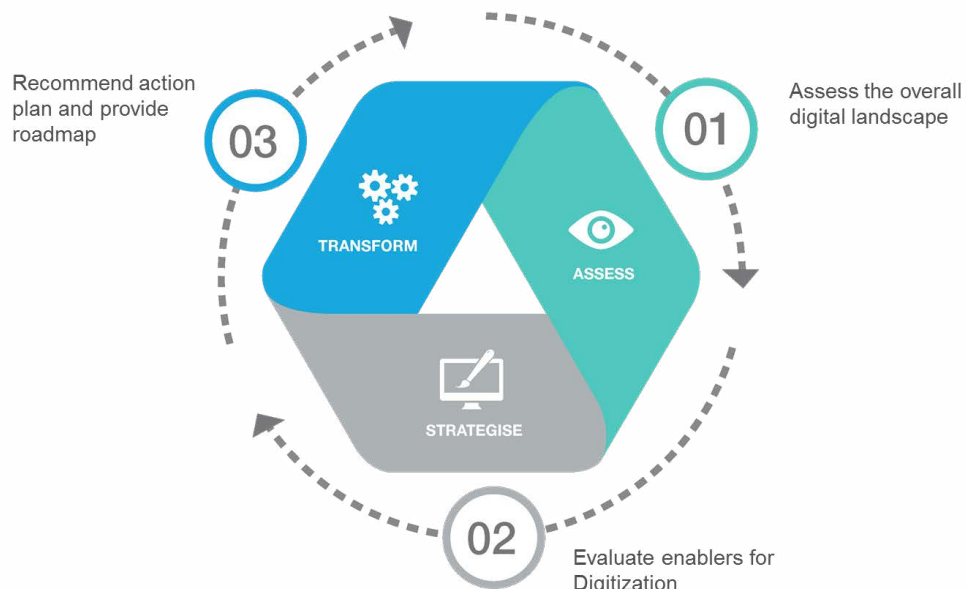 Recommend action
plan and provide
roadmap
03
01
Assess the overall
digital landscape
TRANSFORM
ASSESS
STRATEGISE
02
Evaluate enablers for
Digitization